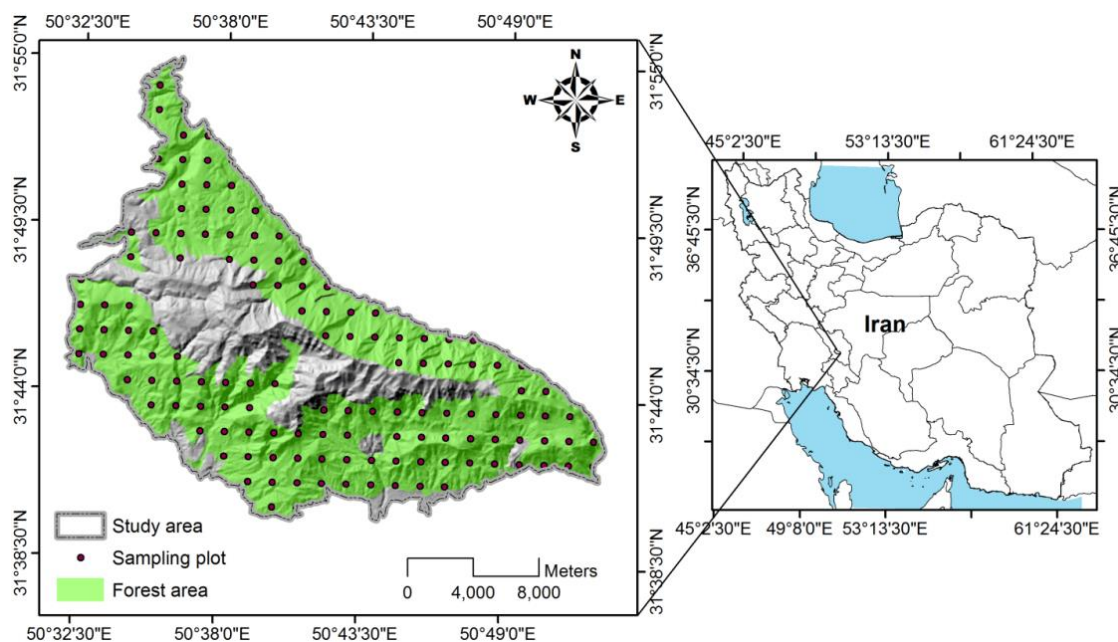 50°32'30"E 50°38'0"E 50°43'30"E 50°49'0"E
31°55'0"N
31°49'30"N
31°44'0"N
31°38'30"N
N
W E
S
31°55'0"N
31°49'30"N
31°44'0"N
31°38'30"N
Study area
Sampling plot
Forest area
Meters
0 4,000 8,000
50°32'30"E 50°38'0"E 50°43'30"E 50°49'0"E
45°2'30"E 53°13'30"E 61°24'30"E
36°45'30"N
30°34'30"N
Iran
36°45'30"N
30°34'30"N
45°2'30"E 49°8'0"E 53°13'30"E 61°24'30"E